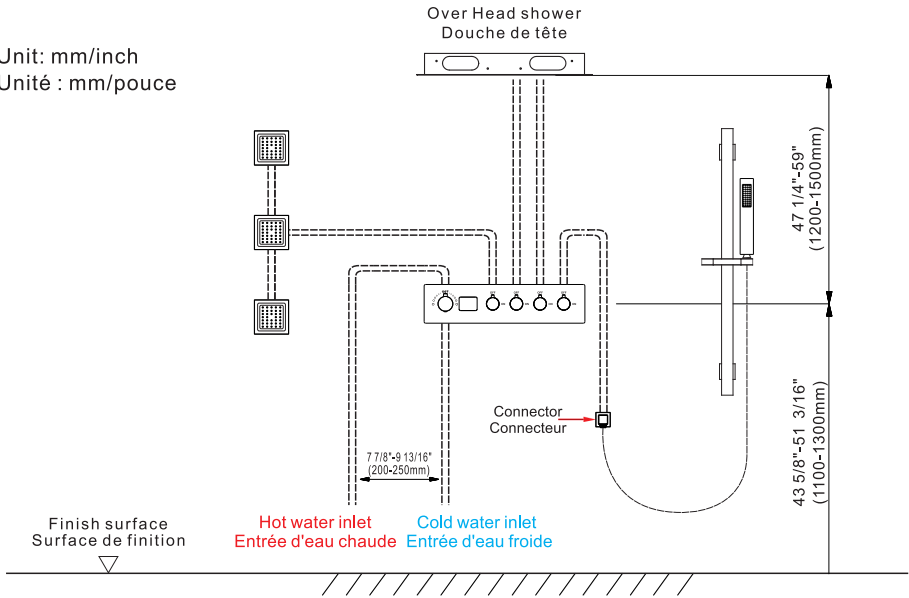 Over Head shower
Douche de tête
Unit: mm/inch
Unité : mm/pouce
47 1/4"-59"
(1200-1500mm)
Connector
Connecteur
7 7/8"-9 13/16"
(200-250mm)
43 5/8"-51 3/16"
(1100-1300mm)
Finish surface
Surface de finition
Hot water inlet
Entrée d'eau chaude
Cold water inlet
Entrée d'eau froide